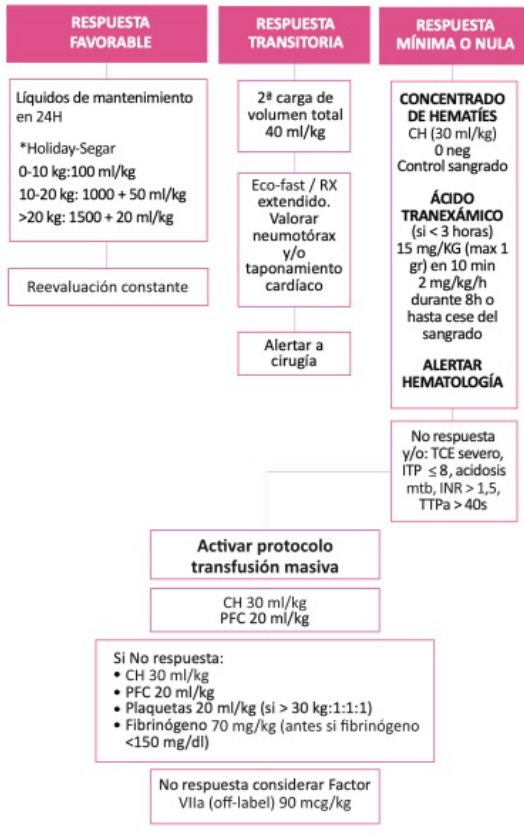 RESPUESTA
FAVORABLE
Líquidos de mantenimiento
en 24H
*Holiday-Segar
0-10 kg:100 ml/kg
10-20 kg: 1000 + 50 ml/kg
>20 kg: 1500 + 20 ml/kg
Reevaluación constante
RESPUESTA
TRANSITORIA
2ª carga de
volumen total
40 ml/kg
Eco-fast / RX
extendido.
Valorar
neumotórax
y/o
taponamiento
cardíaco
Alertar a
cirugía
RESPUESTA
MÍNIMA O NULA
CONCENTRADO
DE HEMATÍES
CH (30 ml/kg)
0 neg
Control sangrado
ÁCIDO
TRANEXÁMICO
(si < 3 horas)
15 mg/KG (max 1
gr) en 10 min
2 mg/kg/h
durante 8h o
hasta cese del
sangrado
ALERTAR
HEMATOLOGÍA
No respuesta
y/o: TCE severo,
ITP ≤ 8, acidosis
mtb, INR > 1,5,
TTPa > 40s
Activar protocolo
transfusión masiva
CH 30 ml/kg
PFC 20 ml/kg
Si No respuesta:
• CH 30 ml/kg
• PFC 20 ml/kg
• Plaquetas 20 ml/kg (si > 30 kg:1:1:1)
• Fibrinógeno 70 mg/kg (antes si fibrinógeno
<150 mg/dl)
No respuesta considerar Factor
VIIa (off-label) 90 mcg/kg